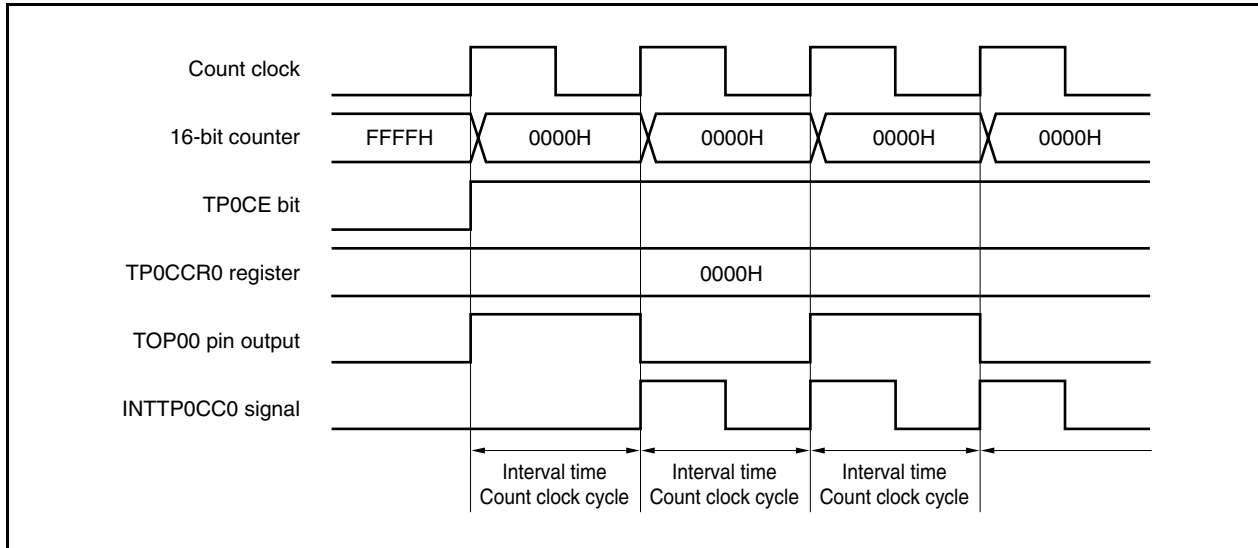 Count clock
16-bit counter
FFFFH
0000H
0000H
0000H
0000H
TP0CE bit
TP0CCR0 register
0000H
TOP00 pin output
INTTP0CC0 signal
Interval time
Count clock cycle
Interval time
Count clock cycle
Interval time
Count clock cycle